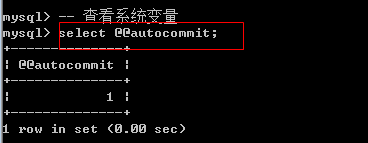 mysql> -- 查看系统变量
mysql> select @@autocommit;
+--------------+
¦ @@autocommit ¦
+--------------+
¦            1 ¦
+--------------+
1 row in set (0.00 sec)